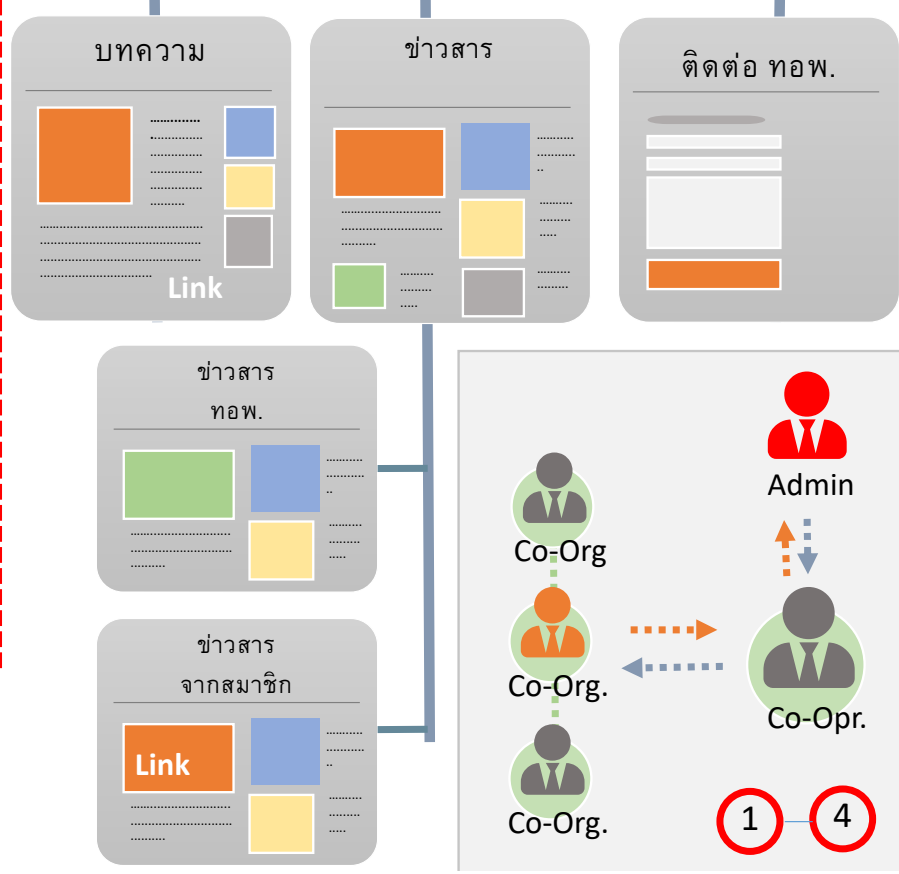 บทความ
Link
ข่าวสาร
ติดต่อ ทอพ.
ข่าวสาร
ทอพ.
ข่าวสาร
จากสมาชิก
Link
Admin
Co-Org
Co-Org.
Co-Opr.
Co-Org.
1
4